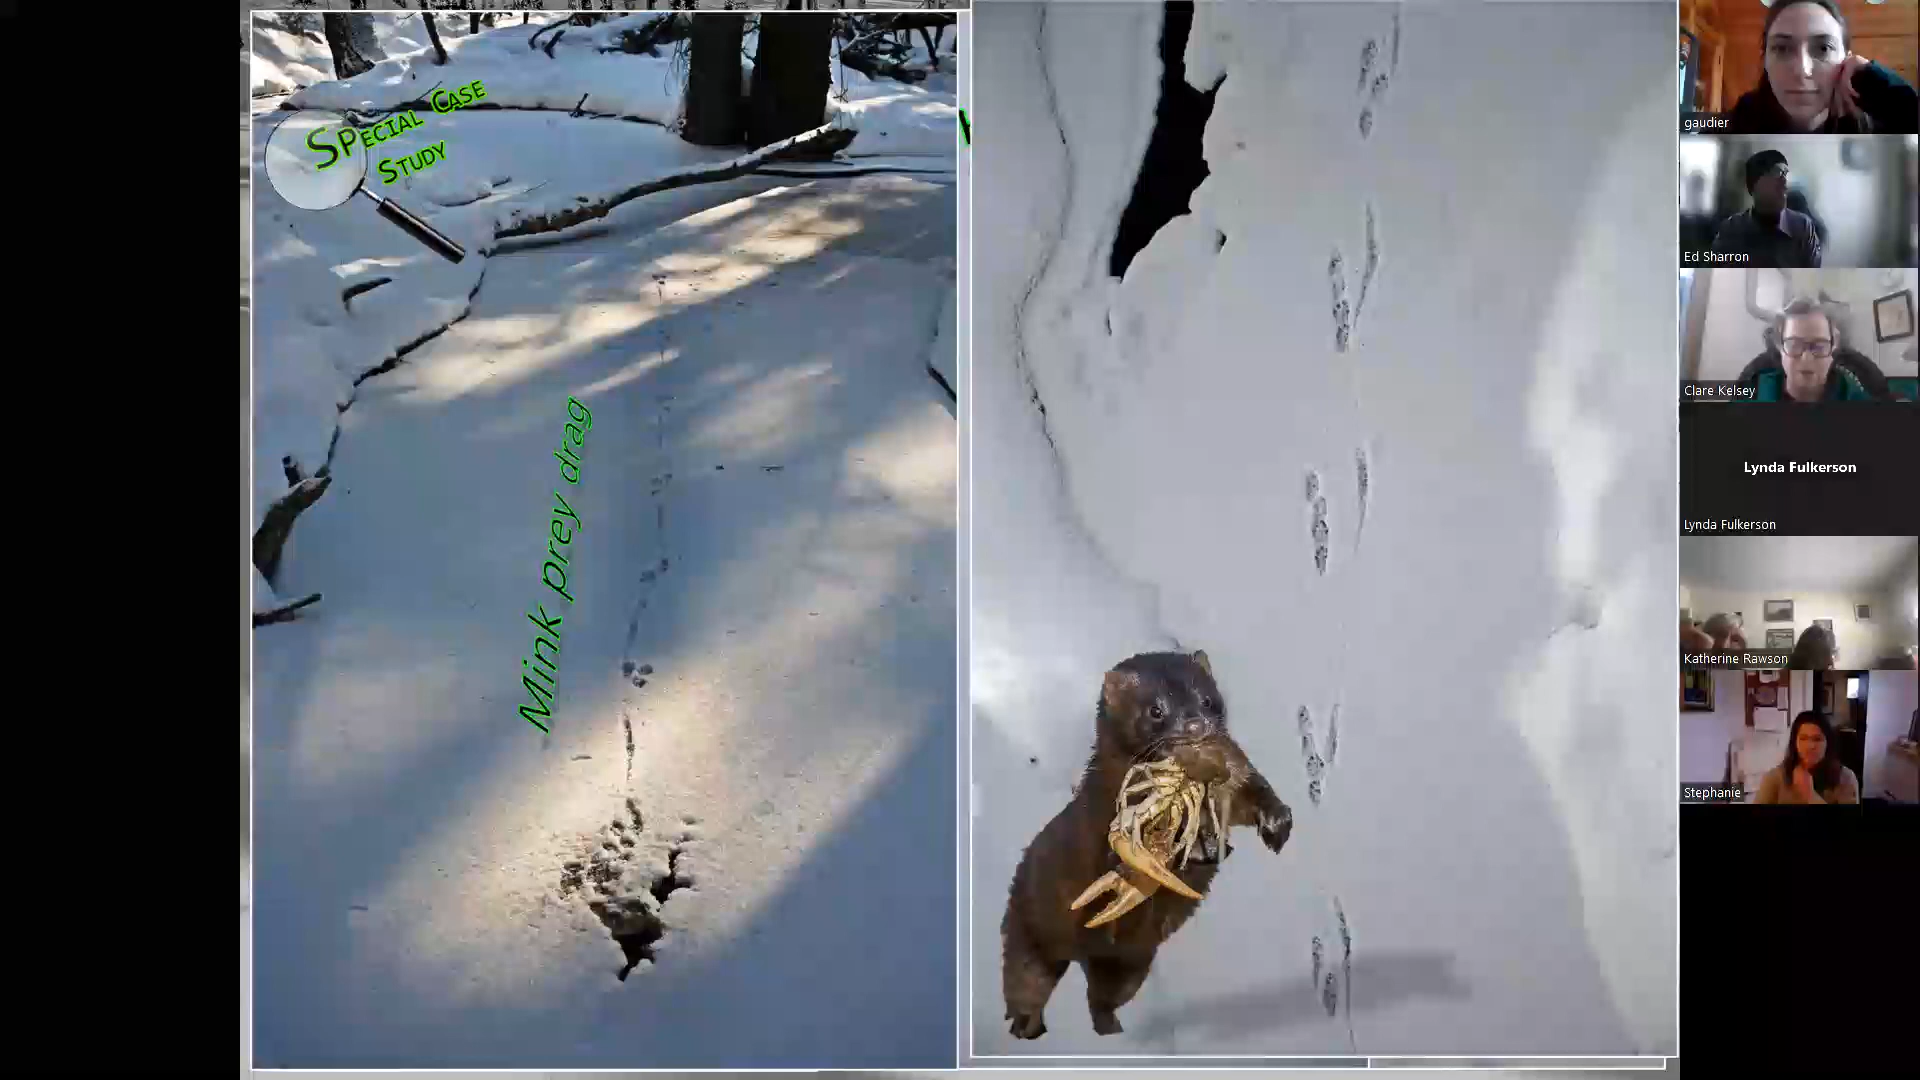 SPECIAL CASE
STUDY
Mink prey drag
gaudier
Ed Sharron
Clare Kelsey
Lynda Fulkerson
Lynda Fulkerson
Katherine Rawson
Stephanie